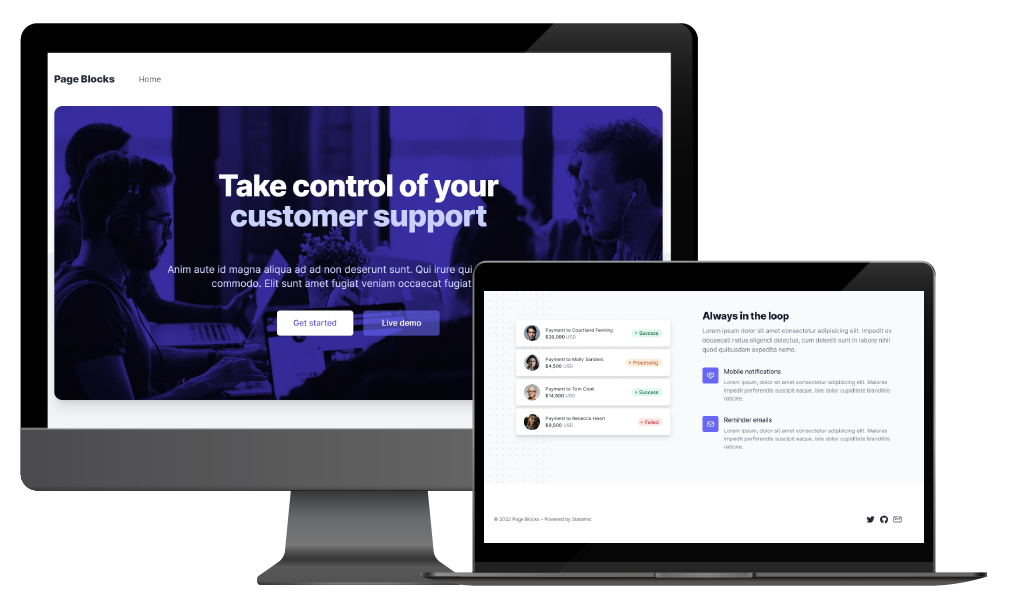 Page Blocks
Home
Take control of your
customer support
Anim aute id magna aliqua ad ad non deserunt sunt. Qui irure qui
commodo. Elit sunt amet fugiat veniam occaecat fugiat
Get started
Live demo
Payment to Courtland Fenning
$20,000 USD
Success
Payment to Molly Sanders
$4,500 USD
Processing
Payment to Tom Cook
$14,500 USD
Success
Payment to Rebecca Heart
$9,500 USD
Failed
Always in the loop
Lorem ipsum, dolor sit amet consectetur adipisicing elit. Impedit ex
obcaecati natus eligendi delectus, cum deleniti sunt in labore nihil
quod quibusdam expedita nemo.
Mobile notifications
Lorem ipsum, dolor sit amet consectetur adipisicing elit. Maiores
impedit perferendis suscipit eaque, iste dolor cupiditate blanditiis
ratione.
Reminder emails
Lorem ipsum, dolor sit amet consectetur adipisicing elit. Maiores
impedit perferendis suscipit eaque, iste dolor cupiditate blanditiis
ratione.
© 2022 Page Blocks – Powered by Statamic